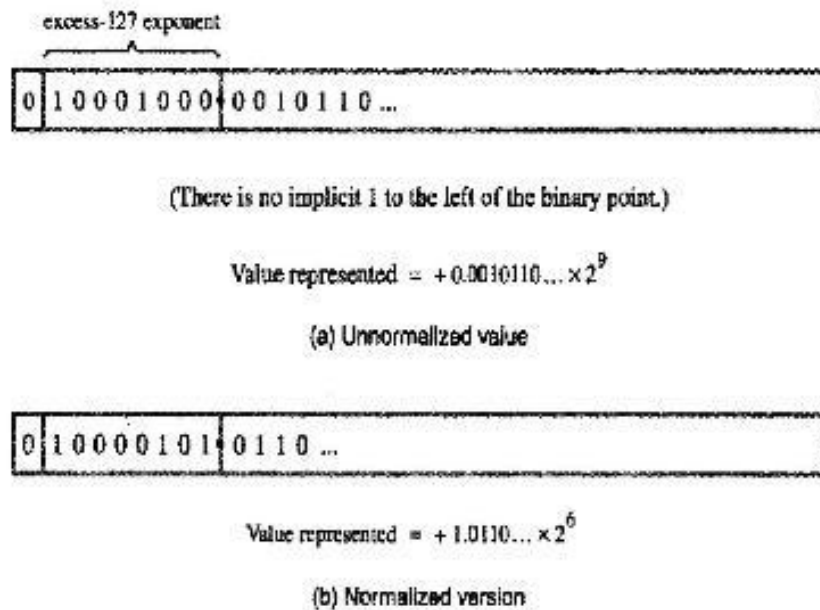 excess-127 exponent
0 1 0 0 0 1 0 0 0 0 0 1 0 1 1 0 ...
(There is no implicit 1 to the left of the binary point.)
Value represented = + 0.0010110... × 2^9
(a) Unnormalized value
0 1 0 0 0 0 1 0 1 0 1 1 0 ...
Value represented = + 1.0110... × 2^6
(b) Normalized version